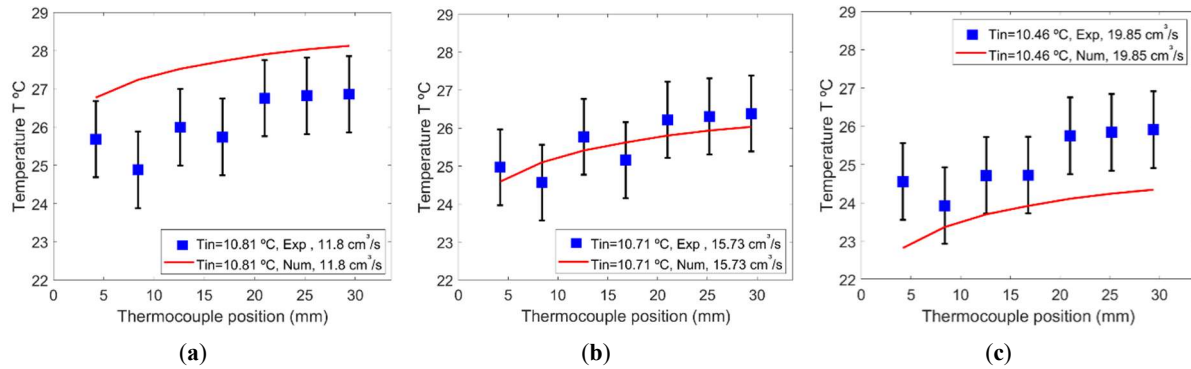 29
28
27
26
25
24
23
22
0 5 10 15 20 25 30
Temperature T ºC
Thermocouple position (mm)
Tin=10.81 ºC, Exp , 11.8 cm³/s
Tin=10.81 ºC, Num, 11.8 cm³/s
(a)
29
28
27
26
25
24
23
22
0 5 10 15 20 25 30
Temperature T ºC
Thermocouple position (mm)
Tin=10.71 ºC, Exp , 15.73 cm³/s
Tin=10.71 ºC, Num, 15.73 cm³/s
(b)
29
28
27
26
25
24
23
22
0 5 10 15 20 25 30
Temperature T ºC
Thermocouple position (mm)
Tin=10.46 ºC, Exp, 19.85 cm³/s
Tin=10.46 ºC, Num, 19.85 cm³/s
(c)